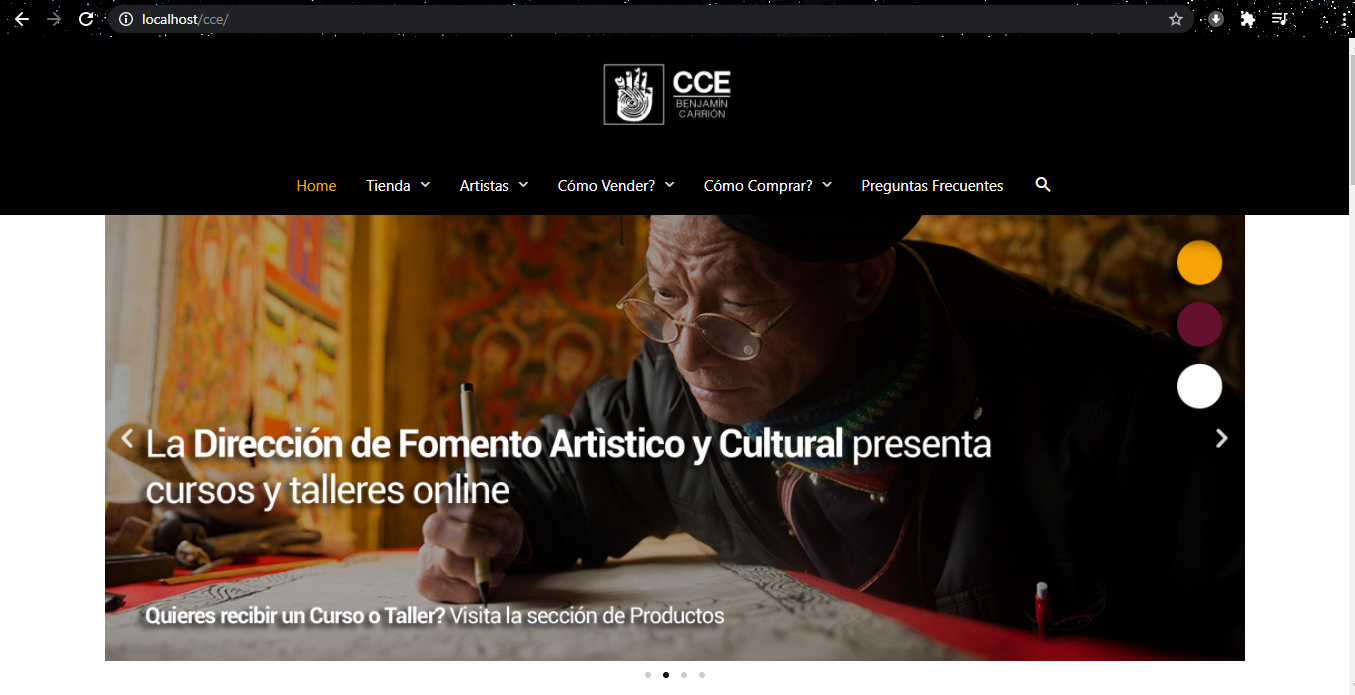 localhost/cce/
CCE
BENJAMÍN
CARRIÓN
Home Tienda Artistas Cómo Vender? Cómo Comprar? Preguntas Frecuentes
La Dirección de Fomento Artìstico y Cultural presenta
cursos y talleres online
Quieres recibir un Curso o Taller? Visita la sección de Productos